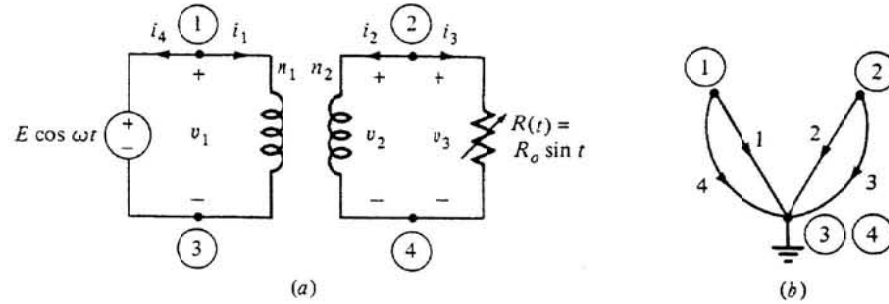 ① ②
i4 i1 i2 i3
+ n1 n2 + +
+
E cos ωt v1 v2 v3 R(t) =
− Ro sin t
− − −
③ ④
(a)
① ②
1 2
4 3
③ ④
(b)